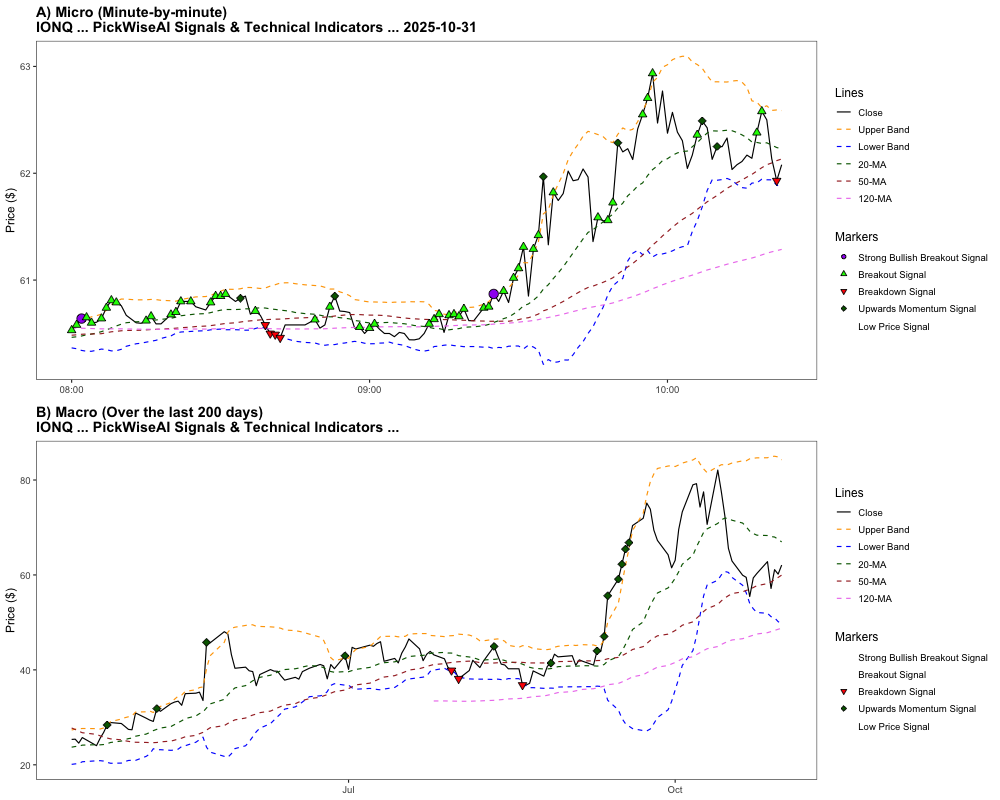 A) Micro (Minute-by-minute)
IONQ ... PickWiseAI Signals & Technical Indicators ... 2025-10-31
Price ($)
63
62
61
08:00
09:00
10:00
Lines
Close
Upper Band
Lower Band
20-MA
50-MA
120-MA
Markers
Strong Bullish Breakout Signal
Breakout Signal
Breakdown Signal
Upwards Momentum Signal
Low Price Signal
B) Macro (Over the last 200 days)
IONQ ... PickWiseAI Signals & Technical Indicators ...
Price ($)
80
60
40
20
Jul
Oct
Lines
Close
Upper Band
Lower Band
20-MA
50-MA
120-MA
Markers
Strong Bullish Breakout Signal
Breakout Signal
Breakdown Signal
Upwards Momentum Signal
Low Price Signal